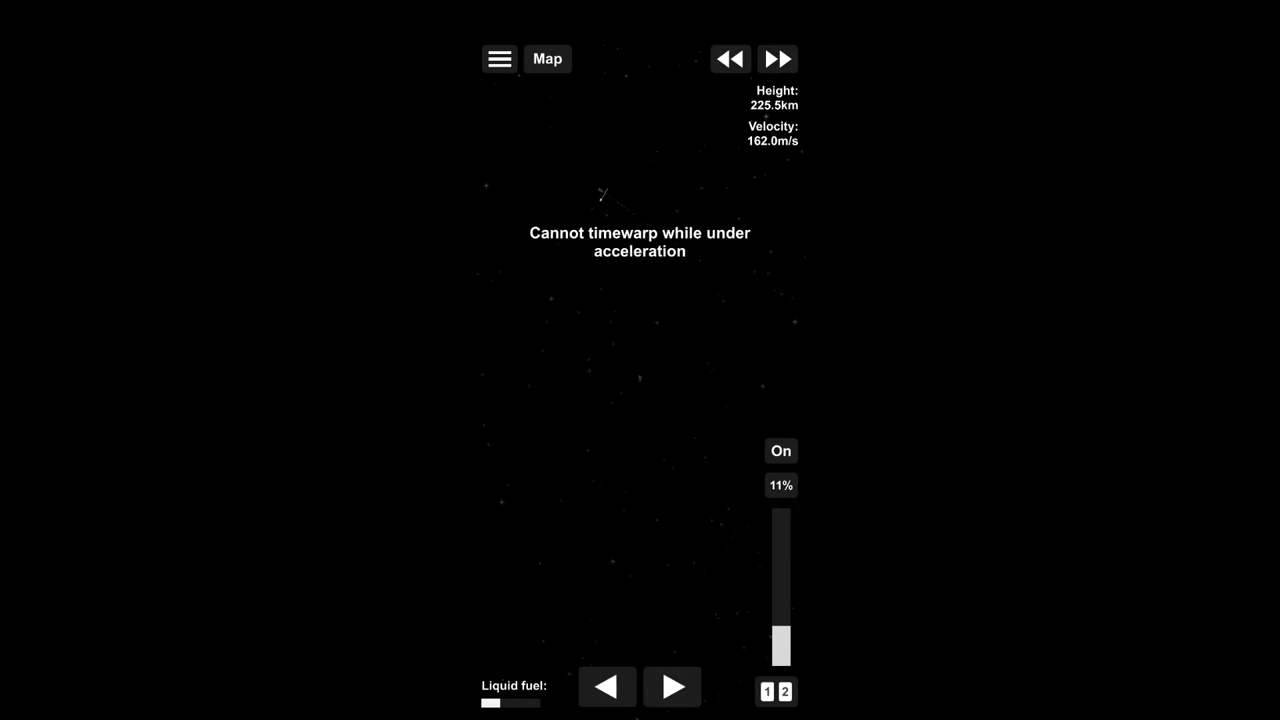 Map
Height:
225.5km
Velocity:
162.0m/s
Cannot timewarp while under
acceleration
On
11%
Liquid fuel:
1 2